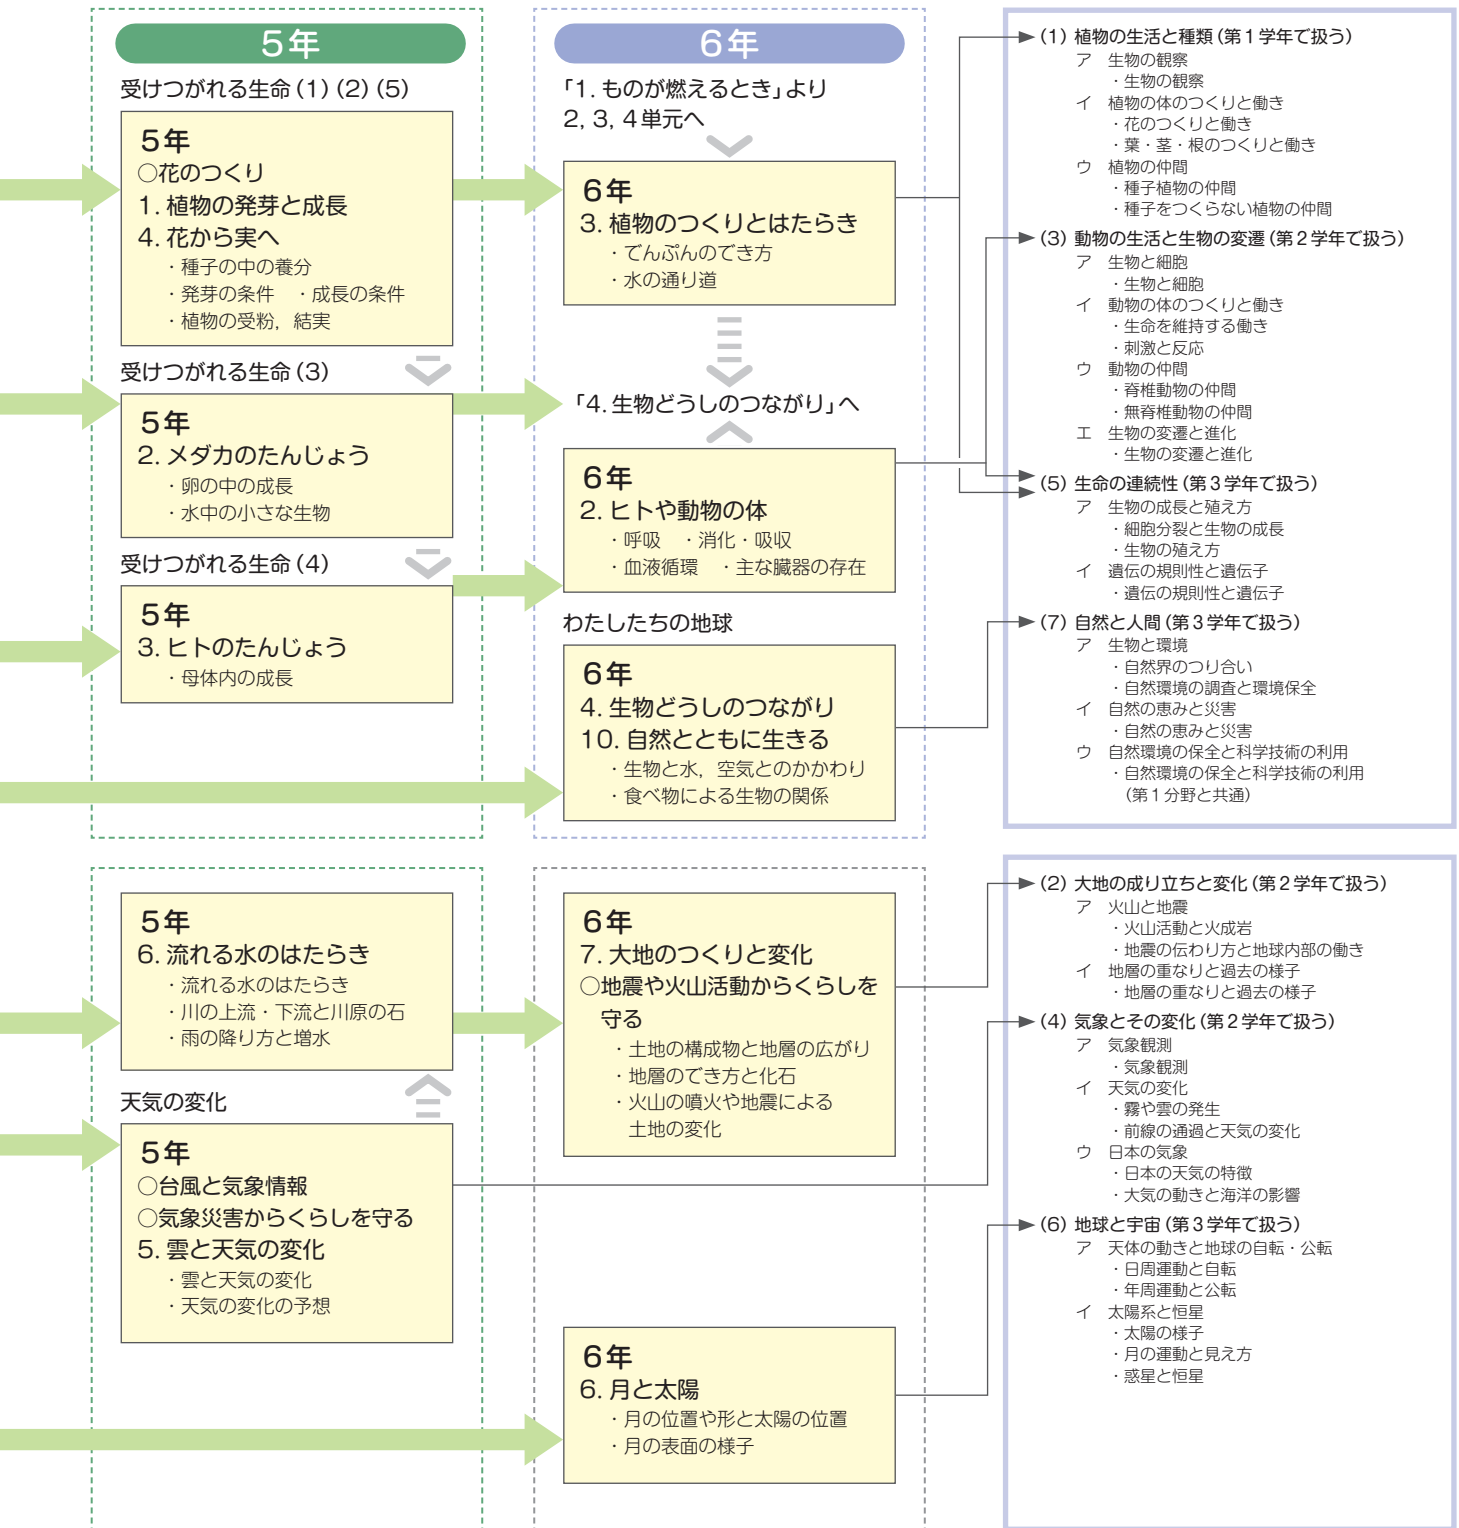 5年
受けつがれる生命(1)(2)(5)
5年
○花のつくり
1. 植物の発芽と成長
4. 花から実へ
・種子の中の養分
・発芽の条件 ・成長の条件
・植物の受粉，結実
受けつがれる生命(3)
5年
2. メダカのたんじょう
・卵の中の成長
・水中の小さな生物
受けつがれる生命(4)
5年
3. ヒトのたんじょう
・母体内の成長
6年
「1. ものが燃えるとき」より
2, 3, 4単元へ
6年
3. 植物のつくりとはたらき
・でんぷんのでき方
・水の通り道
「4. 生物どうしのつながり」へ
6年
2. ヒトや動物の体
・呼吸 ・消化・吸収
・血液循環 ・主な臓器の存在
わたしたちの地球
6年
4. 生物どうしのつながり
10. 自然とともに生きる
・生物と水，空気とのかかわり
・食べ物による生物の関係
(1) 植物の生活と種類(第1学年で扱う)
ア 生物の観察
・生物の観察
イ 植物の体のつくりと働き
・花のつくりと働き
・葉・茎・根のつくりと働き
ウ 植物の仲間
・種子植物の仲間
・種子をつくらない植物の仲間
(3) 動物の生活と生物の変遷(第2学年で扱う)
ア 生物と細胞
・生物と細胞
イ 動物の体のつくりと働き
・生命を維持する働き
・刺激と反応
ウ 動物の仲間
・脊椎動物の仲間
・無脊椎動物の仲間
エ 生物の変遷と進化
・生物の変遷と進化
(5) 生命の連続性(第3学年で扱う)
ア 生物の成長と殖え方
・細胞分裂と生物の成長
・生物の殖え方
イ 遺伝の規則性と遺伝子
・遺伝の規則性と遺伝子
(7) 自然と人間(第3学年で扱う)
ア 生物と環境
・自然界のつり合い
・自然環境の調査と環境保全
イ 自然の恵みと災害
・自然の恵みと災害
ウ 自然環境の保全と科学技術の利用
・自然環境の保全と科学技術の利用
(第1分野と共通)
5年
6. 流れる水のはたらき
・流れる水のはたらき
・川の上流・下流と川原の石
・雨の降り方と増水
天気の変化
5年
○台風と気象情報
○気象災害からくらしを守る
5. 雲と天気の変化
・雲と天気の変化
・天気の変化の予想
6年
7. 大地のつくりと変化
○地震や火山活動からくらしを
守る
・土地の構成物と地層の広がり
・地層のでき方と化石
・火山の噴火や地震による
土地の変化
6年
6. 月と太陽
・月の位置や形と太陽の位置
・月の表面の様子
(2) 大地の成り立ちと変化(第2学年で扱う)
ア 火山と地震
・火山活動と火成岩
・地震の伝わり方と地球内部の働き
イ 地層の重なりと過去の様子
・地層の重なりと過去の様子
(4) 気象とその変化(第2学年で扱う)
ア 気象観測
・気象観測
イ 天気の変化
・霧や雲の発生
・前線の通過と天気の変化
ウ 日本の気象
・日本の天気の特徴
・大気の動きと海洋の影響
(6) 地球と宇宙(第3学年で扱う)
ア 天体の動きと地球の自転・公転
・日周運動と自転
・年周運動と公転
イ 太陽系と恒星
・太陽の様子
・月の運動と見え方
・惑星と恒星